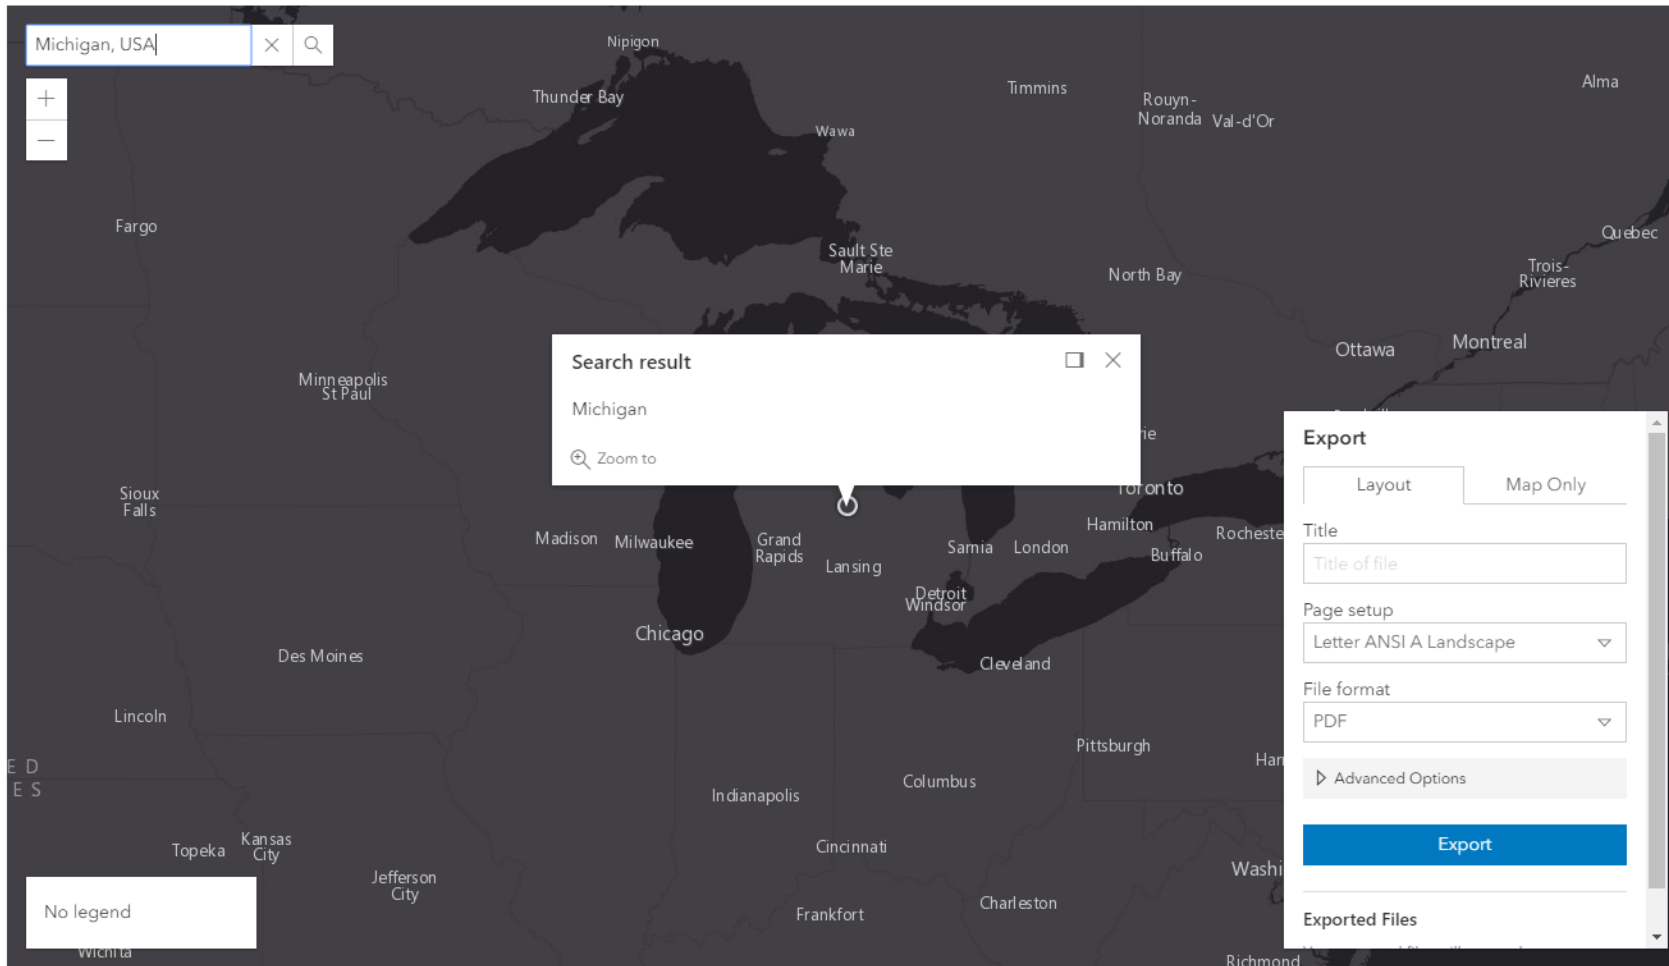 Michigan, USA
Nipigon
Thunder Bay
Timmins
Alma
Rouyn-
Noranda
Val-d'Or
Wawa
Fargo
Quebec
Sault Ste
Marie
North Bay
Trois-
Rivieres
Ottawa
Montreal
Minneapolis
St Paul
Search result
Michigan
Zoom to
Sioux
Falls
Toronto
Hamilton
Madison
Milwaukee
Grand
Rapids
Lansing
Sarnia
London
Buffalo
Rocheste
Detroit
Windsor
Chicago
Des Moines
Cleveland
Lincoln
Pittsburgh
Har
E D
E S
Indianapolis
Columbus
Topeka
Kansas
City
Cincinnati
Jefferson
City
Washi
Frankfort
Charleston
Richmond
No legend
Wichita
Export
Layout
Map Only
Title
Title of file
Page setup
Letter ANSI A Landscape
File format
PDF
Advanced Options
Export
Exported Files